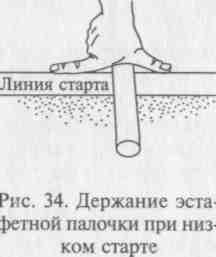 Линия старта
Рис. 34. Держание эста-
фетной палочки при низ-
ком старте